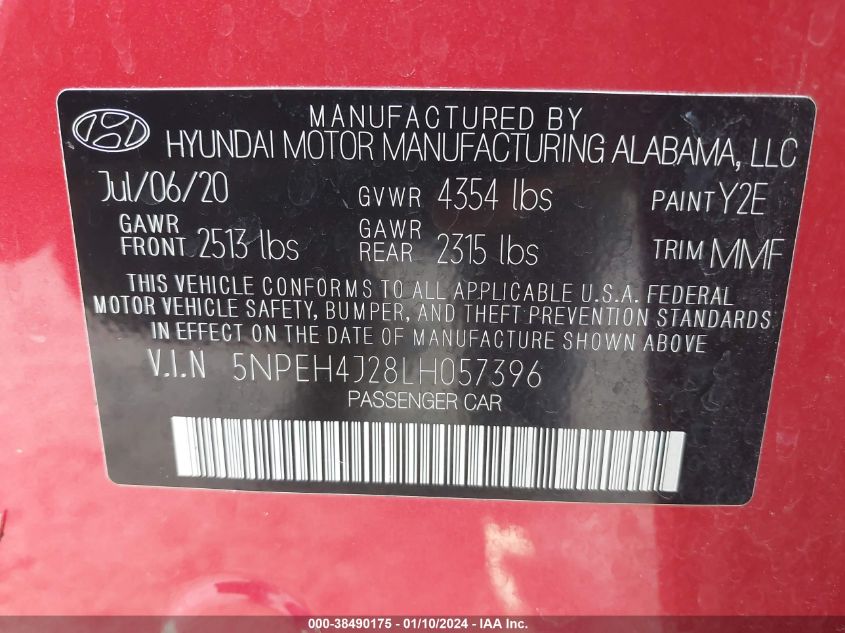 MANUFACTURED BY
HYUNDAI MOTOR MANUFACTURING ALABAMA, LLC
Jul/06/20 GVWR 4354 lbs PAINT Y2E
GAWR FRONT 2513 lbs GAWR REAR 2315 lbs TRIM MMF
THIS VEHICLE CONFORMS TO ALL APPLICABLE U.S.A. FEDERAL
MOTOR VEHICLE SAFETY, BUMPER, AND THEFT PREVENTION STANDARDS
IN EFFECT ON THE DATE OF MANUFACTURE SHOWN ABOVE
V.I.N 5NPEH4J28LH057396
PASSENGER CAR
000-38490175 - 01/10/2024 - IAA Inc.